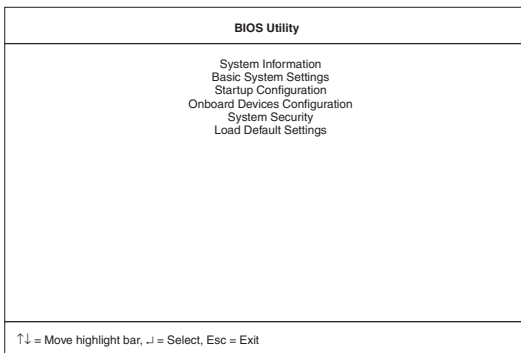 BIOS Utility
System Information
Basic System Settings
Startup Configuration
Onboard Devices Configuration
System Security
Load Default Settings
↑↓ = Move highlight bar, ↵ = Select, Esc = Exit